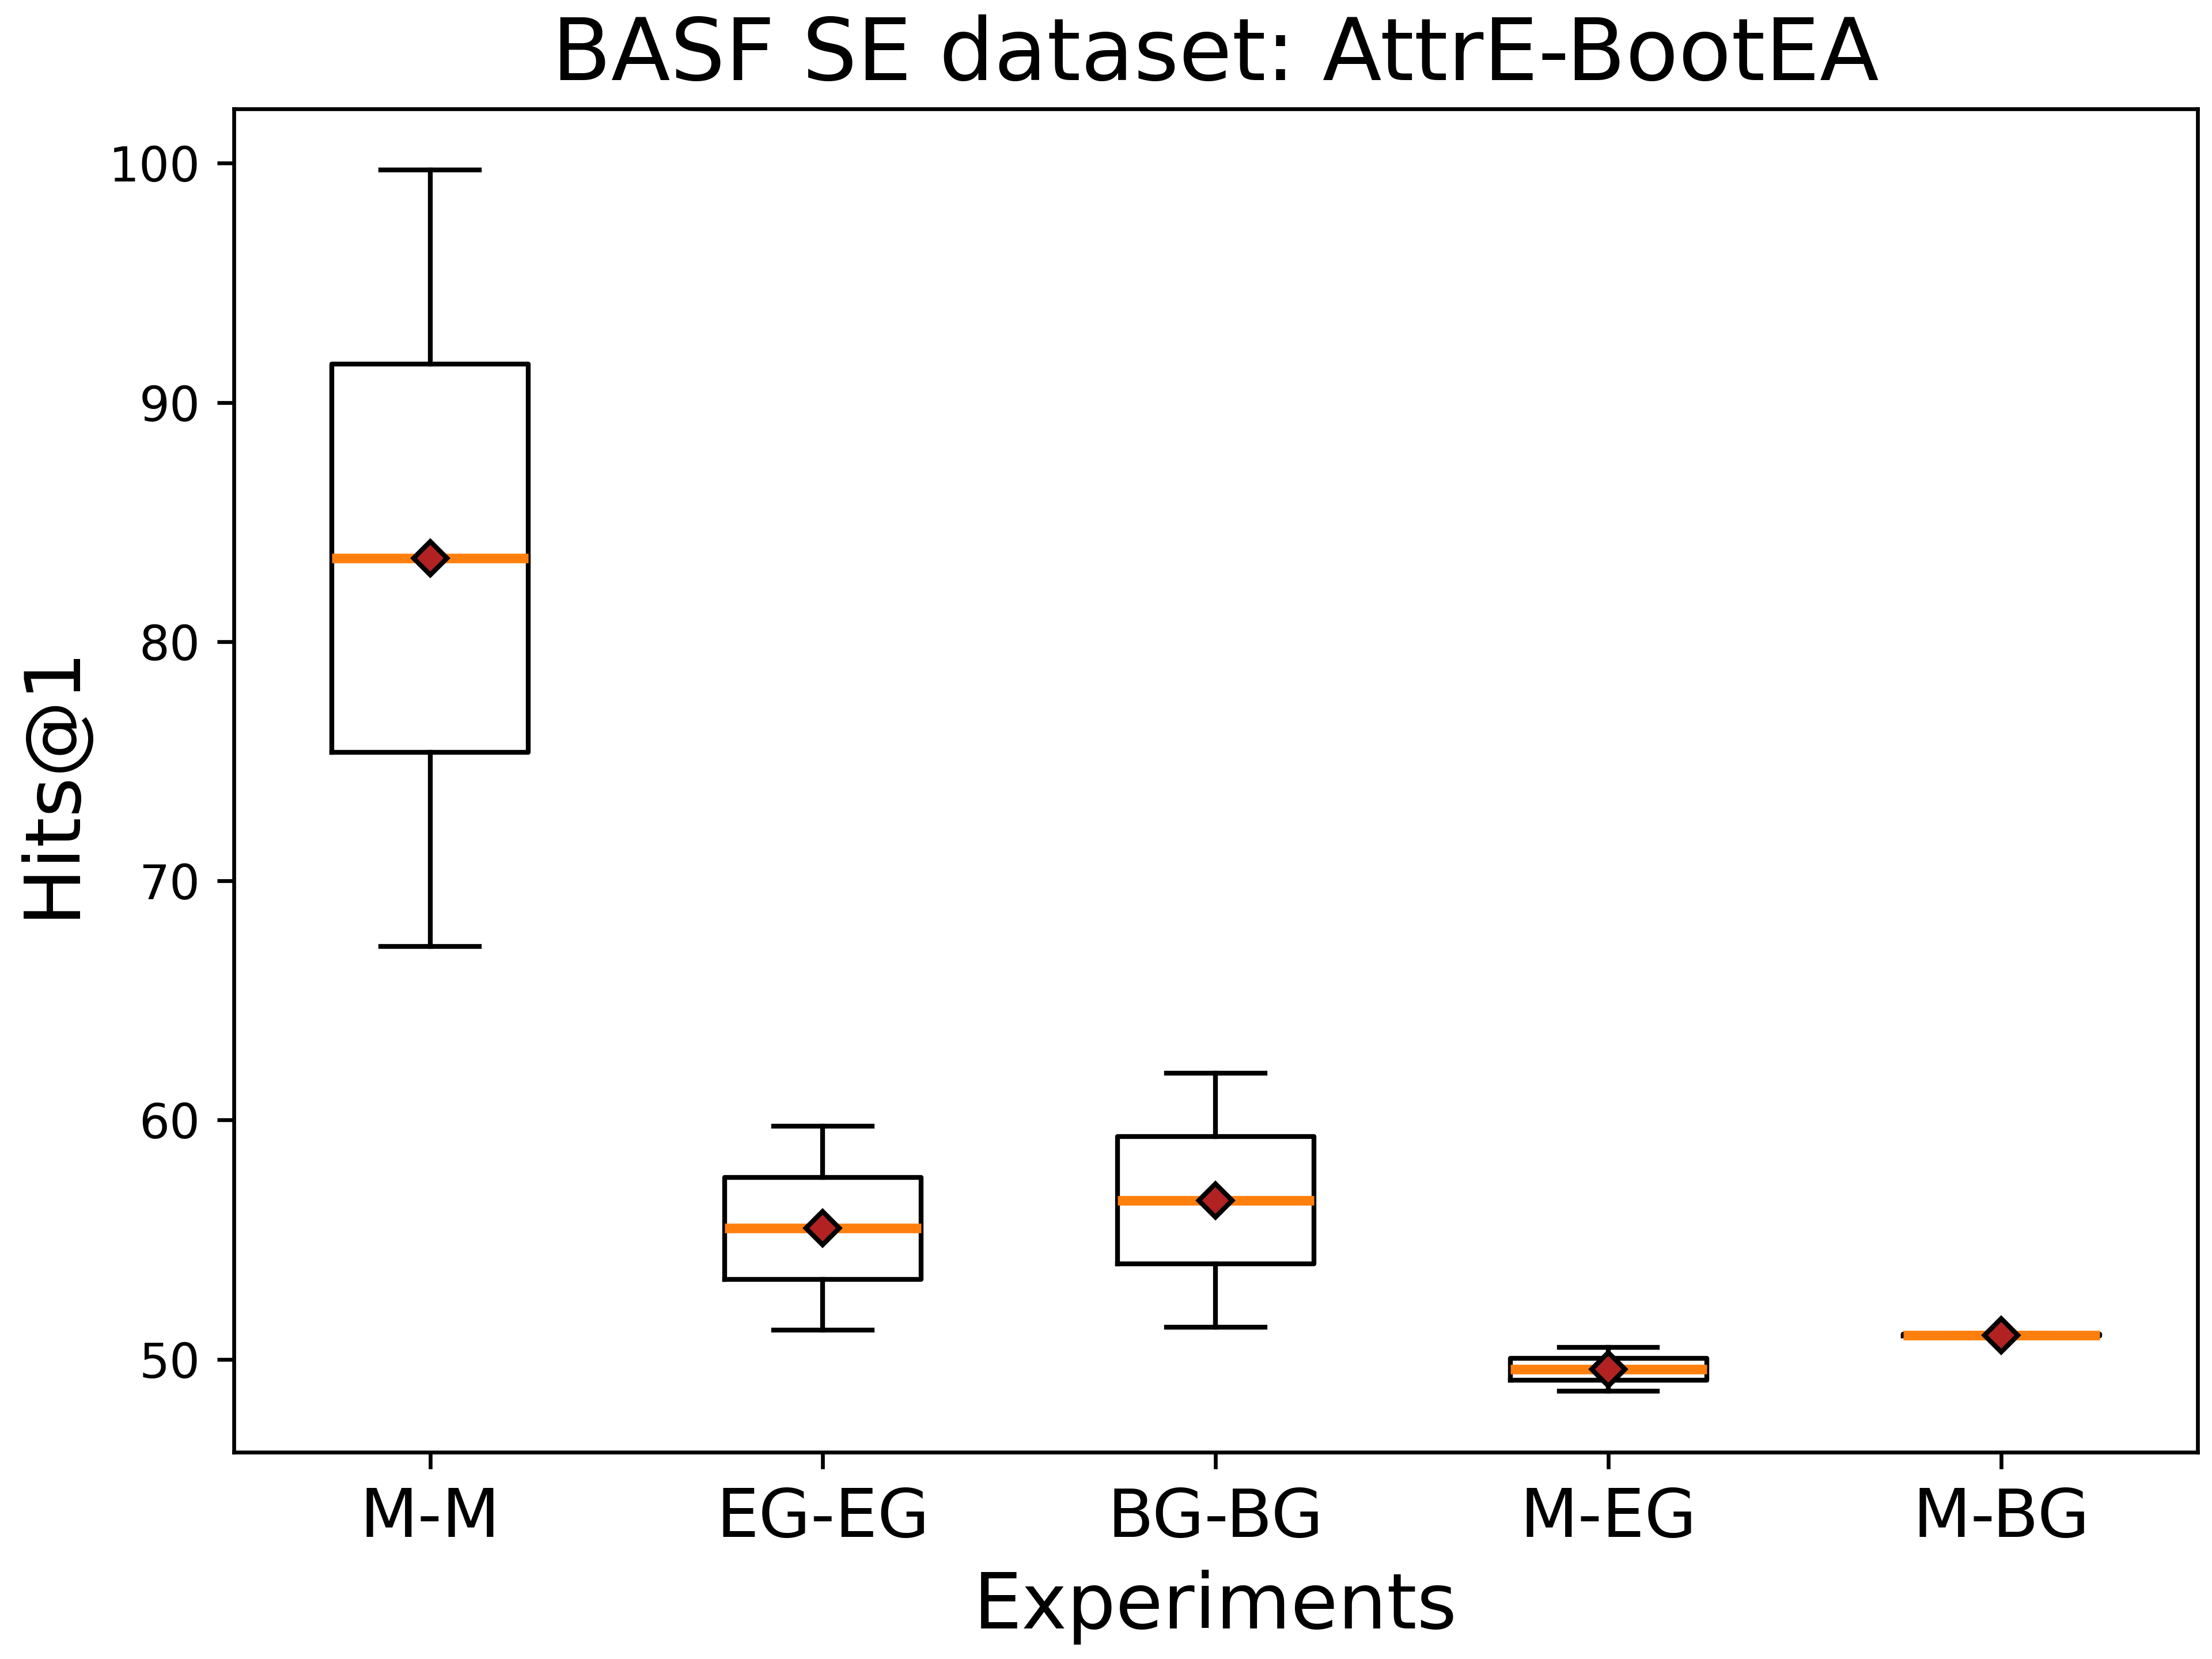 BASF SE dataset: AttrE-BootEA
100
90
80
70
60
50
Hits@1
M-M EG-EG BG-BG M-EG M-BG
Experiments